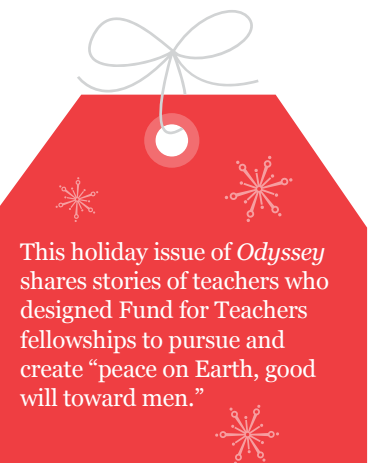 This holiday issue of Odyssey
shares stories of teachers who
designed Fund for Teachers
fellowships to pursue and
create “peace on Earth, good
will toward men.”